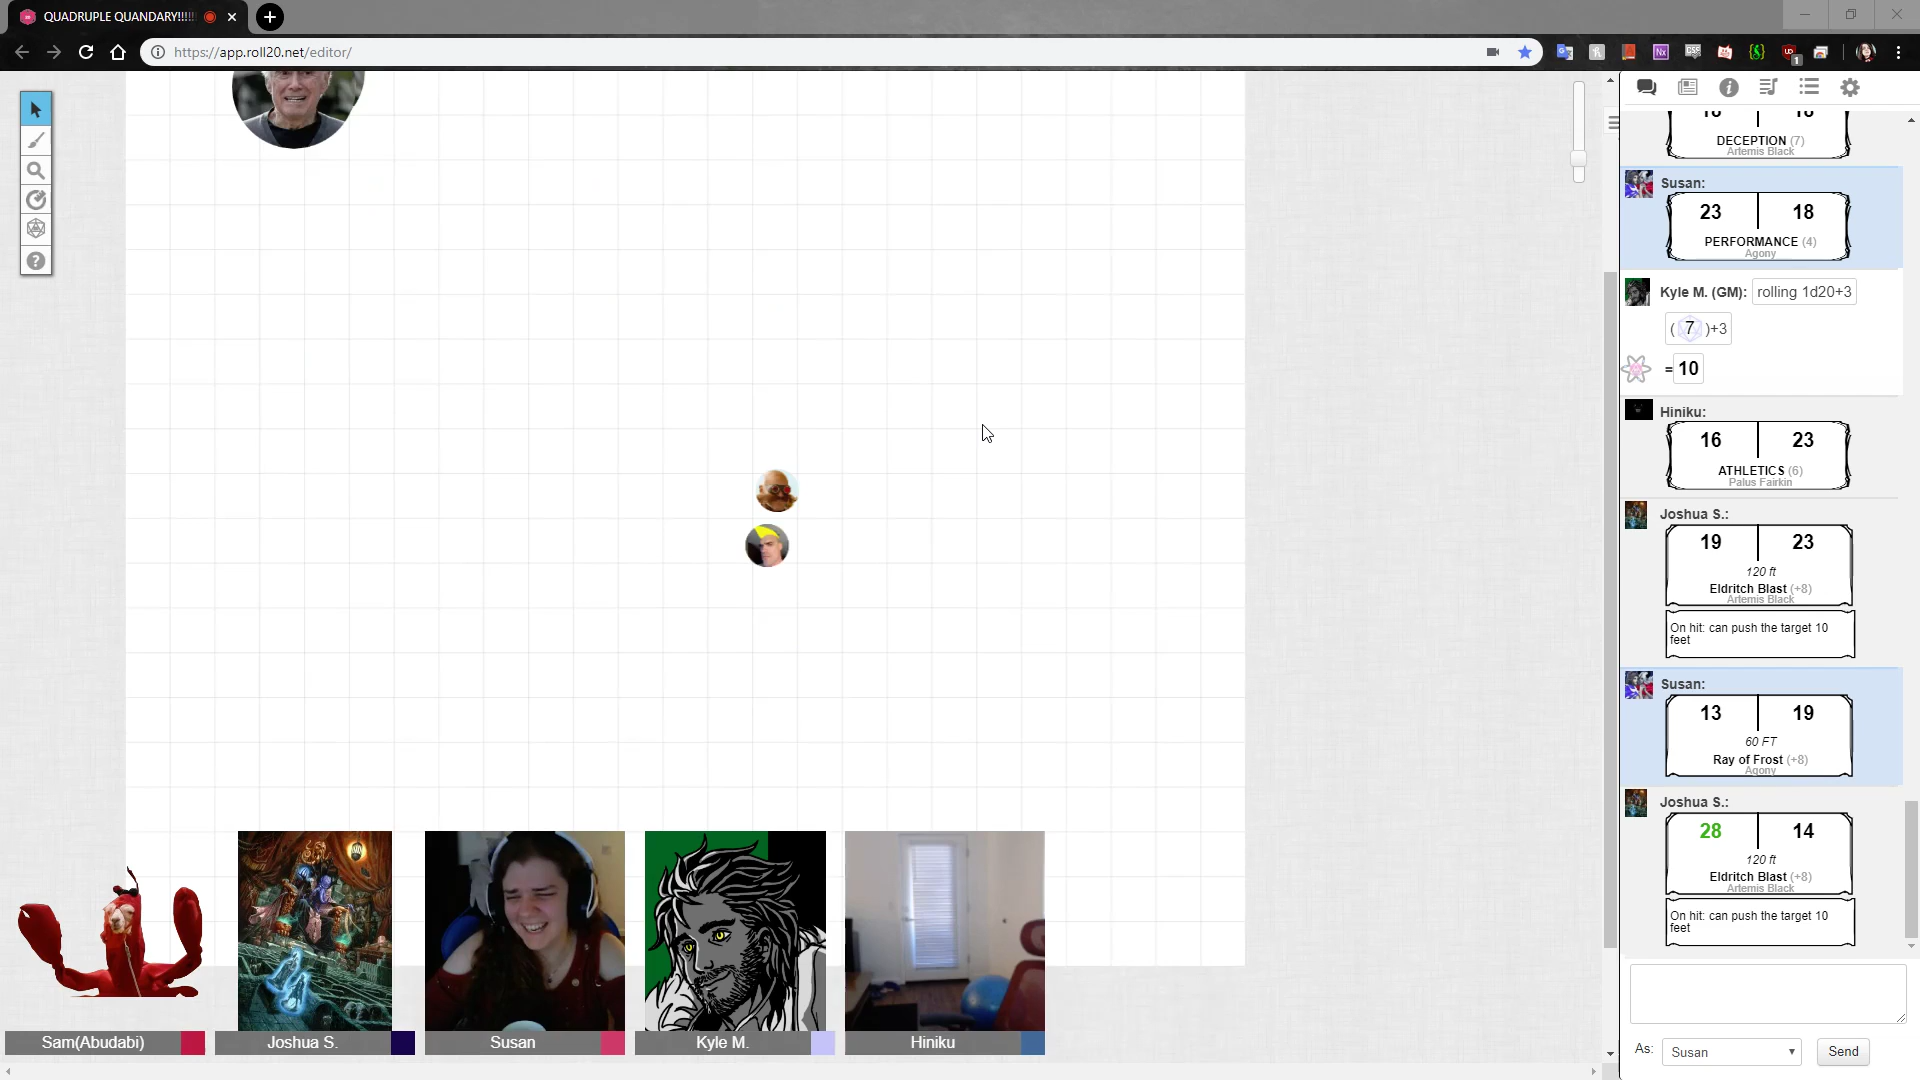 QUADRUPLE QUANDARY!!!!!
https://app.roll20.net/editor/
DECEPTION (7)
Artemis Black
Susan:
23 18
PERFORMANCE (4)
Agony
Kyle M. (GM): rolling 1d20+3
(7)+3
=10
Hiniku:
16 23
ATHLETICS (6)
Palus Fairkin
Joshua S.:
19 23
120 ft
Eldritch Blast (+8)
Artemis Black
On hit: can push the target 10
feet
Susan:
13 19
60 FT
Ray of Frost (+8)
Agony
Joshua S.:
28 14
120 ft
Eldritch Blast (+8)
Artemis Black
On hit: can push the target 10
feet
As: Susan Send
Sam(Abudabi) Joshua S. Susan Kyle M. Hiniku